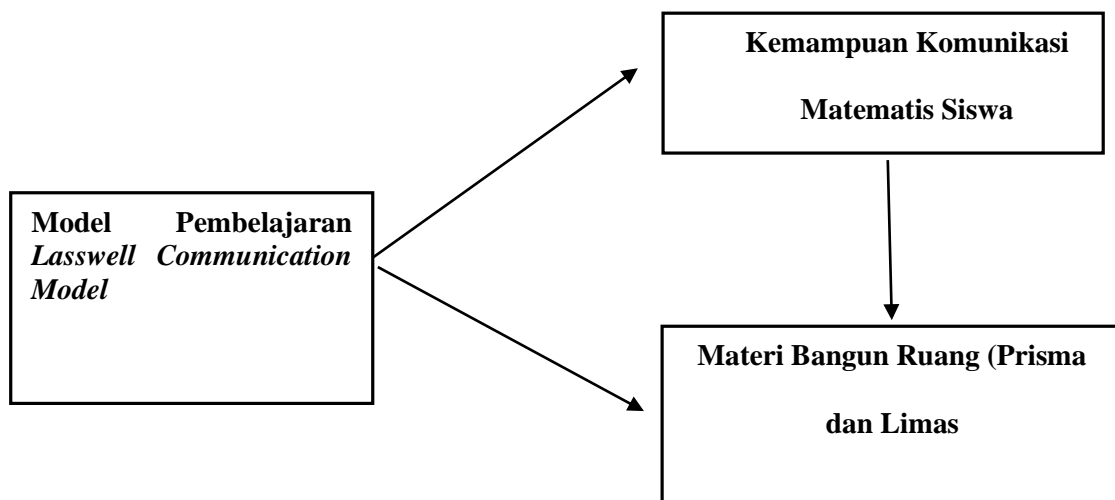 Kemampuan Komunikasi
Matematis Siswa
Model Pembelajaran
Lasswell Communication
Model
Materi Bangun Ruang (Prisma
dan Limas